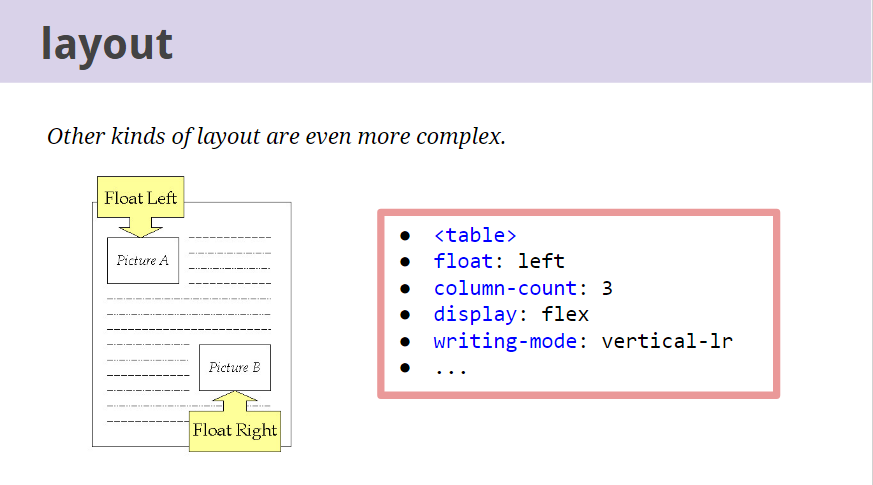 layout
Other kinds of layout are even more complex.
Float Left
Picture A
Picture B
Float Right
● <table>
● float: left
● column-count: 3
● display: flex
● writing-mode: vertical-lr
● ...